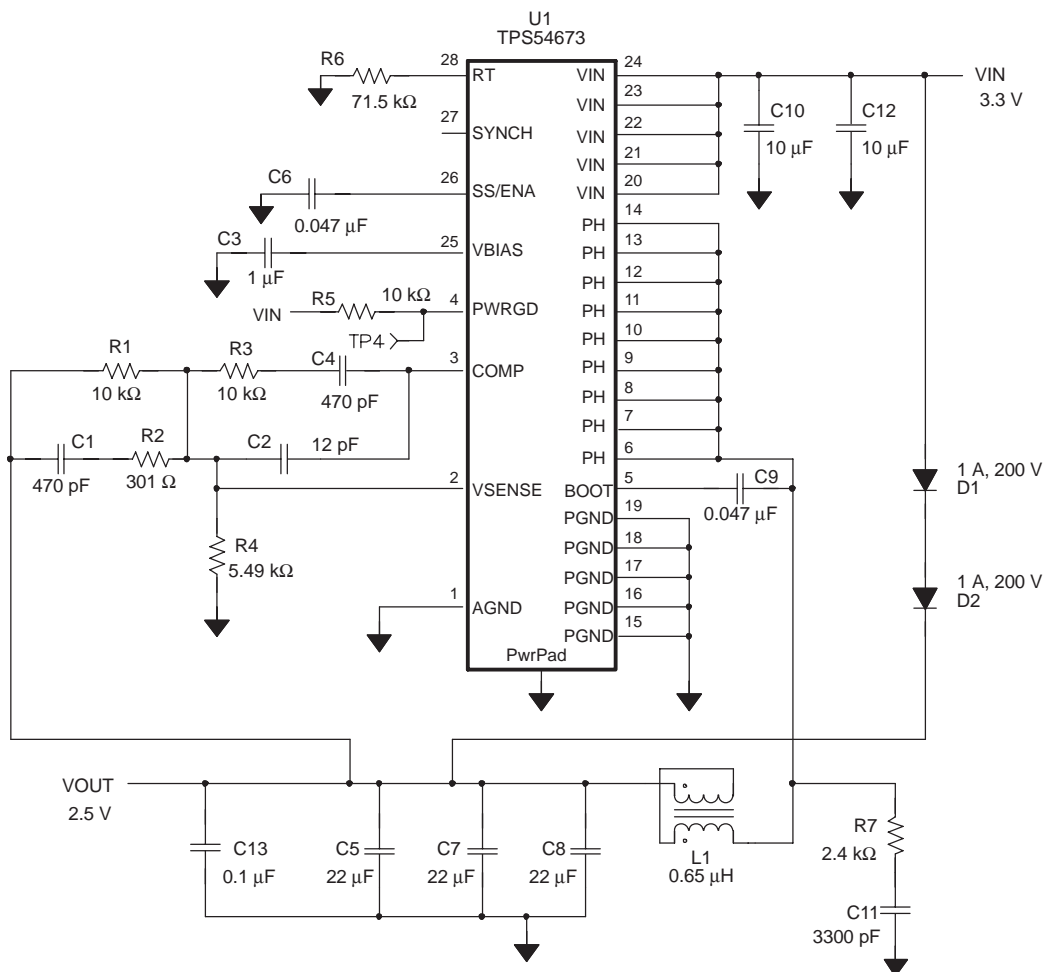 U1
TPS54673
R6
71.5 kΩ
28
RT
27
SYNCH
C6
0.047 μF
26
SS/ENA
C3
1 μF
25
VBIAS
VIN
R5
10 kΩ
4
PWRGD
TP4
R1
10 kΩ
R3
10 kΩ
C4
470 pF
3
COMP
C1
470 pF
R2
301 Ω
C2
12 pF
2
VSENSE
R4
5.49 kΩ
1
AGND
PwrPad
VIN
24
VIN
23
VIN
22
VIN
21
VIN
20
PH
14
PH
13
PH
12
PH
11
PH
10
PH
9
PH
8
PH
7
PH
6
BOOT
5
PGND
19
PGND
18
PGND
17
PGND
16
PGND
15
C10
10 μF
C12
10 μF
VIN
3.3 V
C9
0.047 μF
1 A, 200 V
D1
1 A, 200 V
D2
VOUT
2.5 V
C13
0.1 μF
C5
22 μF
C7
22 μF
C8
22 μF
L1
0.65 μH
R7
2.4 kΩ
C11
3300 pF